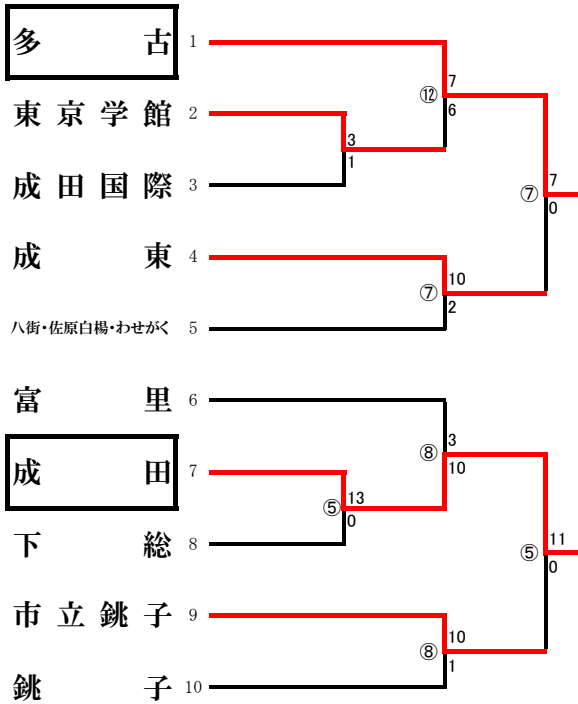 多古 1
東京学館 2
成田国際 3
成東 4
八街・佐原白楊・わせがく 5
富里 6
成田 7
下総 8
市立銚子 9
銚子 10
3
1
⑫
7
6
⑦
10
2
⑦
7
0
⑤
13
0
⑧
3
10
⑧
10
1
⑤
11
0